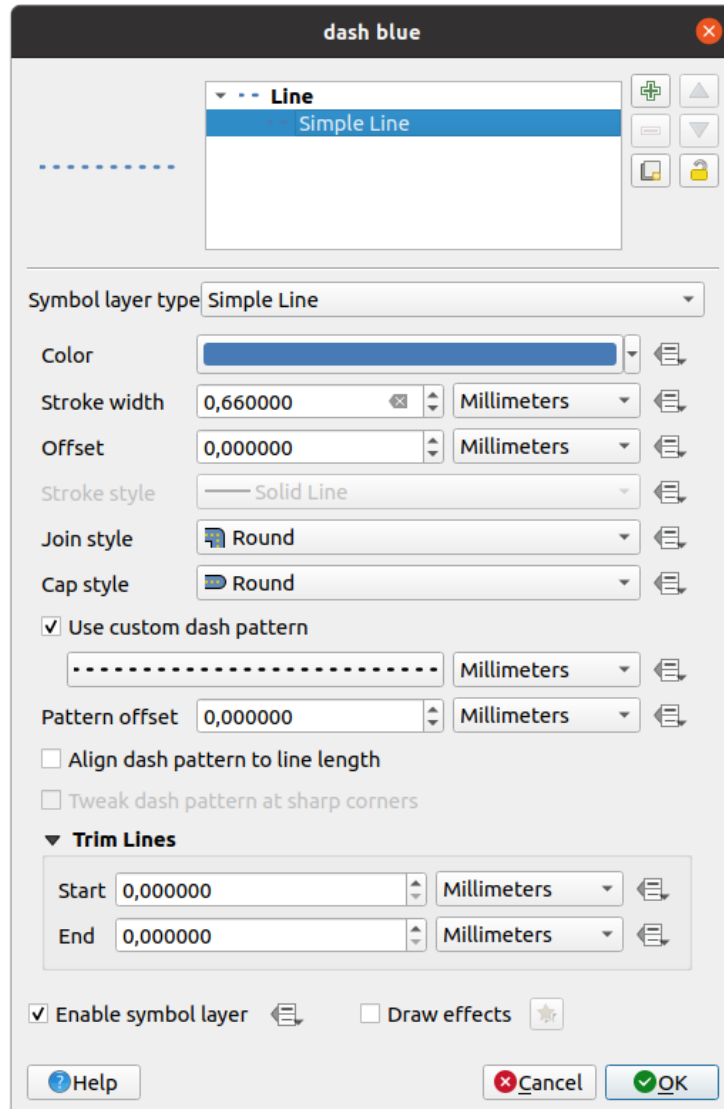 dash blue
Line
Simple Line
Symbol layer type Simple Line
Color
Stroke width 0,660000 Millimeters
Offset 0,000000 Millimeters
Stroke style Solid Line
Join style Round
Cap style Round
Use custom dash pattern
Millimeters
Pattern offset 0,000000 Millimeters
Align dash pattern to line length
Tweak dash pattern at sharp corners
Trim Lines
Start 0,000000 Millimeters
End 0,000000 Millimeters
Enable symbol layer Draw effects
Help Cancel OK